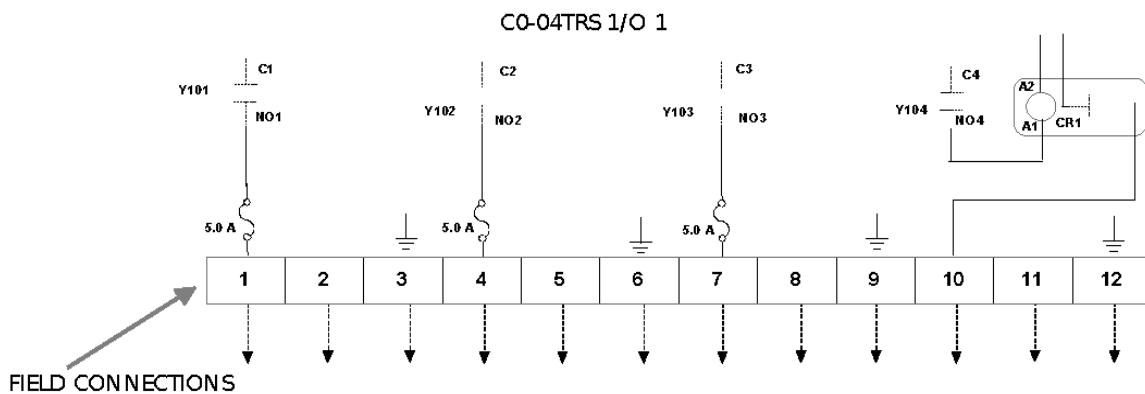 C0-04TRS 1/O 1
C1
Y101
NO1
5.0 A
C2
Y102
NO2
5.0 A
C3
Y103
NO3
5.0 A
C4
Y104
NO4
A2
A1
CR1
1 2 3 4 5 6 7 8 9 10 11 12
FIELD CONNECTIONS